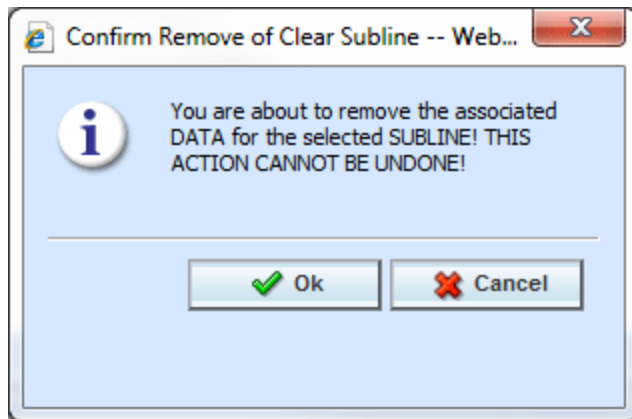 Confirm Remove of Clear Subline -- Web...
You are about to remove the associated
DATA for the selected SUBLINE! THIS
ACTION CANNOT BE UNDONE!
Ok Cancel